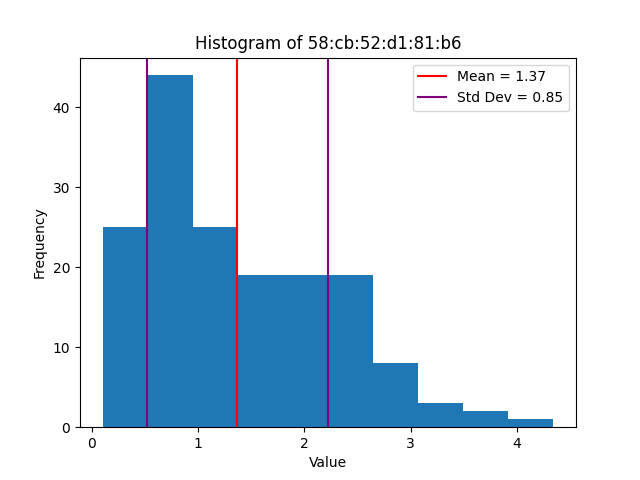 Histogram of 58:cb:52:d1:81:b6
Mean = 1.37
Std Dev = 0.85
Frequency
40
30
20
10
0
0 1 2 3 4
Value